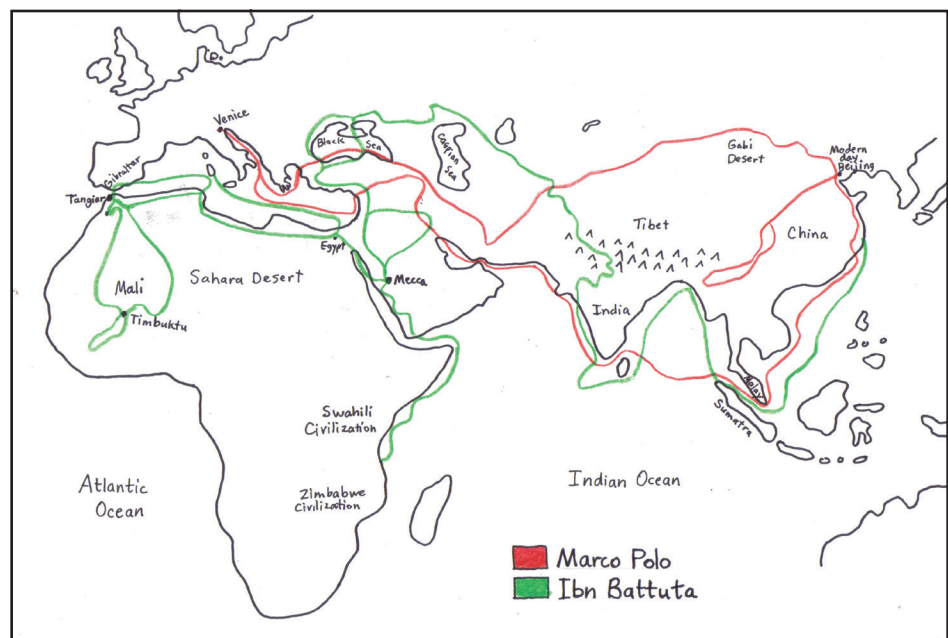 Venice
Black
Sea
Caspian
Sea
Gobi
Desert
Modern
day
Beijing
Gibraltar
Tangier
Egypt
Tibet
China
Sahara Desert
Mecca
Mali
Timbuktu
India
Malay
Sumatra
Swahili
Civilization
Atlantic
Ocean
Zimbabwe
Civilization
Indian Ocean
Marco Polo
Ibn Battuta